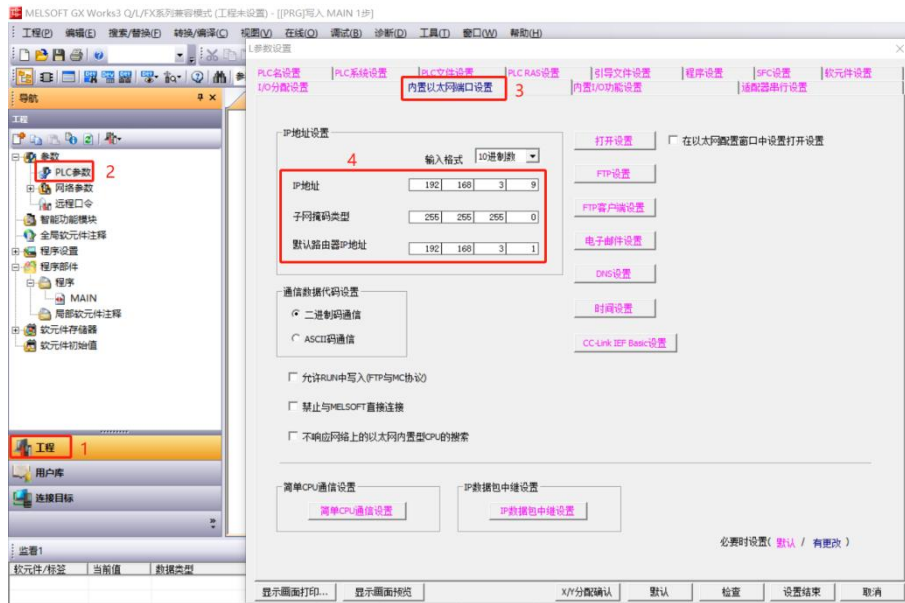 MELSOFT GX Works3 Q/L/FX系列兼容模式 (工程未设置) - [[PRG]写入 MAIN 1步]
工程(P) 编辑(E) 搜索/替换(F) 转换/编译(C) 视图(V) 在线(O) 调试(B) 诊断(D) 工具(T) 窗口(W) 帮助(H)
L参数设置
PLC名设置 PLC系统设置 PLC文件设置 PLC RAS设置 引导文件设置 程序设置 SFC设置 软元件设置
I/O分配设置 内置以太网端口设置 3 内置I/O功能设置 适配器串行设置
导航
工程
参数
PLC参数 2
网络参数
远程口令
智能功能模块
全局软元件注释
程序设置
程序部件
程序
MAIN
局部软元件注释
软元件存储器
软元件初始值
工程 1
用户库
连接目标
监看1
软元件/标签 当前值 数据类型
IP地址设置
4 输入格式 10进制数
IP地址 192 168 3 9
子网掩码类型 255 255 255 0
默认路由器IP地址 192 168 3 1
通信数据代码设置
二进制码通信
ASCII码通信
允许RUN中写入(FTP与MC协议)
禁止与MELSOFT直接连接
不响应网络上的以太网内置型CPU的搜索
打开设置 在以太网配置窗口中设置打开设置
FTP设置
FTP客户端设置
电子邮件设置
DNS设置
时间设置
CC-Link IEF Basic设置
简单CPU通信设置 IP数据包中继设置
简单CPU通信设置 IP数据包中继设置
必要时设置( 默认 / 有更改 )
显示画面打印... 显示画面预览 X/Y分配确认 默认 检查 设置结束 取消